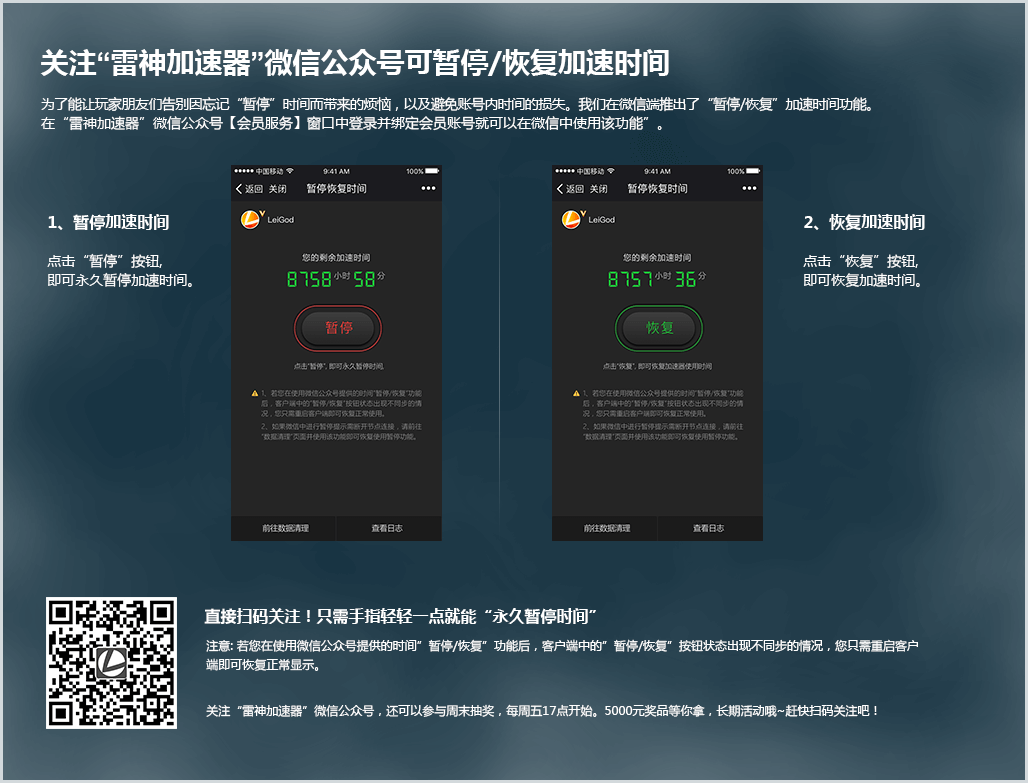 关注“雷神加速器”微信公众号可暂停/恢复加速时间
为了能让玩家朋友们告别因忘记“暂停”时间而带来的烦恼，以及避免账号内时间的损失。我们在微信端推出了“暂停/恢复”加速时间功能。
在“雷神加速器”微信公众号【会员服务】窗口中登录并绑定会员账号就可以在微信中使用该功能”。
1、暂停加速时间
点击“暂停”按钮,
即可永久暂停加速时间。
中国移动 9:41 AM 100%
返回 关闭 暂停恢复时间 •••
LeiGod
您的剩余加速时间
8758小时58分
暂停
点击“暂停”, 即可永久暂停时间.
1、若您在使用微信公众号提供的时间“暂停/恢复”功能
后，客户端中的“暂停/恢复”按钮状态出现不同步的情
况，您只需重启客户端即可恢复正常使用。
2、如果微信中进行暂停提示需断开节点连接，请前往
“数据清理”页面并使用该功能即可恢复使用暂停功能。
前往数据清理 查看日志
中国移动 9:41 AM 100%
返回 关闭 暂停恢复时间 •••
LeiGod
您的剩余加速时间
8757小时36分
恢复
点击“恢复”, 即可恢复加速器使用时间
1、若您在使用微信公众号提供的时间“暂停/恢复”功能
后，客户端中的“暂停/恢复”按钮状态出现不同步的情
况，您只需重启客户端即可恢复正常使用。
2、如果微信中进行暂停提示需断开节点连接，请前往
“数据清理”页面并使用该功能即可恢复使用暂停功能。
前往数据清理 查看日志
2、恢复加速时间
点击“恢复”按钮,
即可恢复加速时间。
直接扫码关注！只需手指轻轻一点就能“永久暂停时间”
注意: 若您在使用微信公众号提供的时间”暂停/恢复”功能后，客户端中的”暂停/恢复”按钮状态出现不同步的情况，您只需重启客户
端即可恢复正常显示。
关注“雷神加速器”微信公众号，还可以参与周末抽奖，每周五17点开始。5000元奖品等你拿，长期活动哦~赶快扫码关注吧！